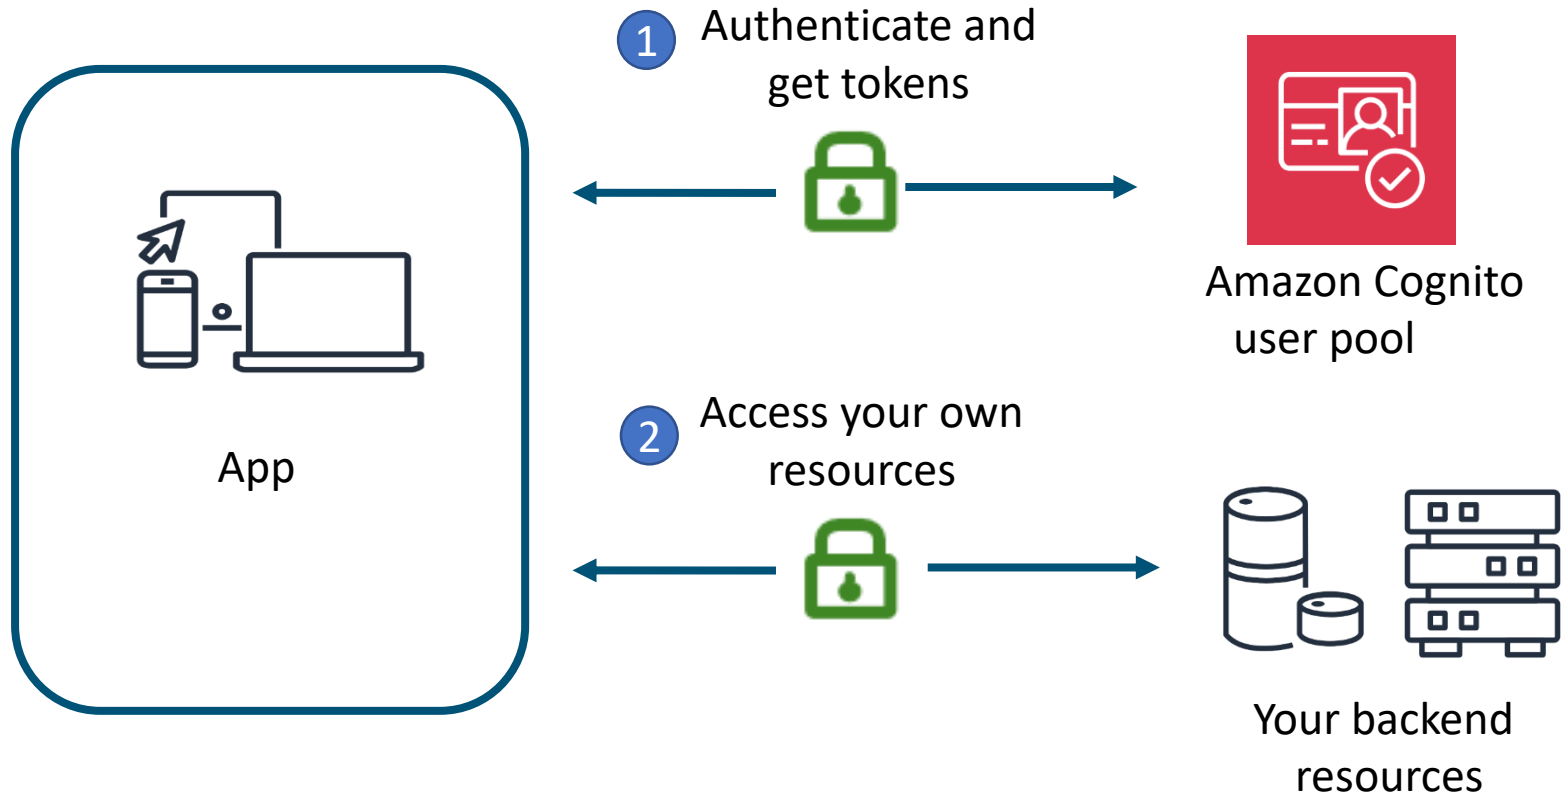 1
Authenticate and
get tokens
Amazon Cognito
user pool
App
2
Access your own
resources
Your backend
resources